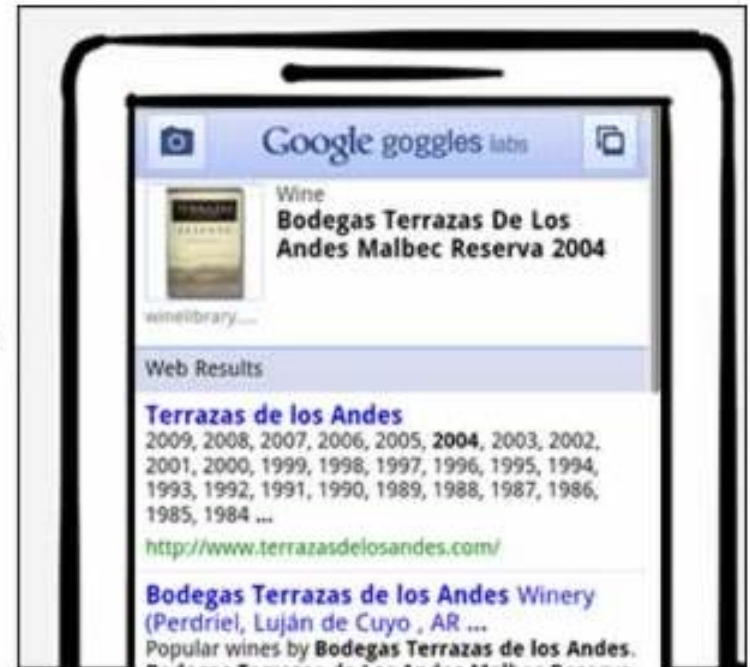 Google goggles labs
Wine
Bodegas Terrazas De Los
Andes Malbec Reserva 2004
winelibrary....
Web Results
Terrazas de los Andes
2009, 2008, 2007, 2006, 2005, 2004, 2003, 2002,
2001, 2000, 1999, 1998, 1997, 1996, 1995, 1994,
1993, 1992, 1991, 1990, 1989, 1988, 1987, 1986,
1985, 1984 ...
http://www.terrazasdelosandes.com/
Bodegas Terrazas de los Andes Winery
(Perdriel, Luján de Cuyo , AR ...
Popular wines by Bodegas Terrazas de los Andes.